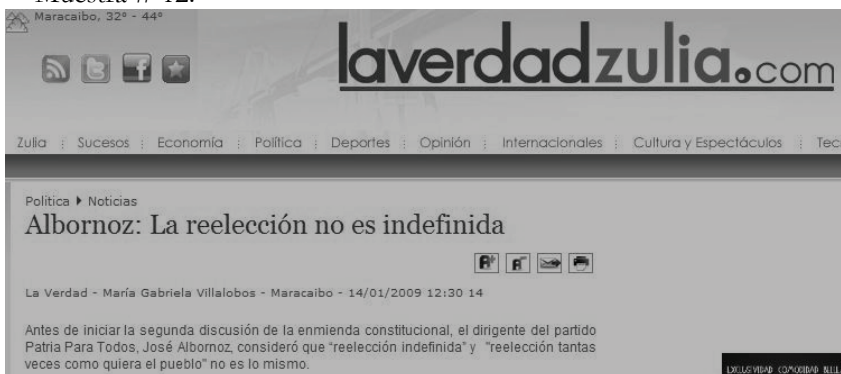 Muestra # 12.
Maracaibo, 32° - 44°
laverdadzulia.com
Zulia : Sucesos : Economía : Política : Deportes : Opinión : Internacionales : Cultura y Espectáculos : Tec
Política Noticias
Albornoz: La reelección no es indefinida
La Verdad - María Gabriela Villalobos - Maracaibo - 14/01/2009 12:30 14
Antes de iniciar la segunda discusión de la enmienda constitucional, el dirigente del partido
Patria Para Todos, José Albornoz, consideró que "reelección indefinida" y "reelección tantas
veces como quiera el pueblo" no es lo mismo.